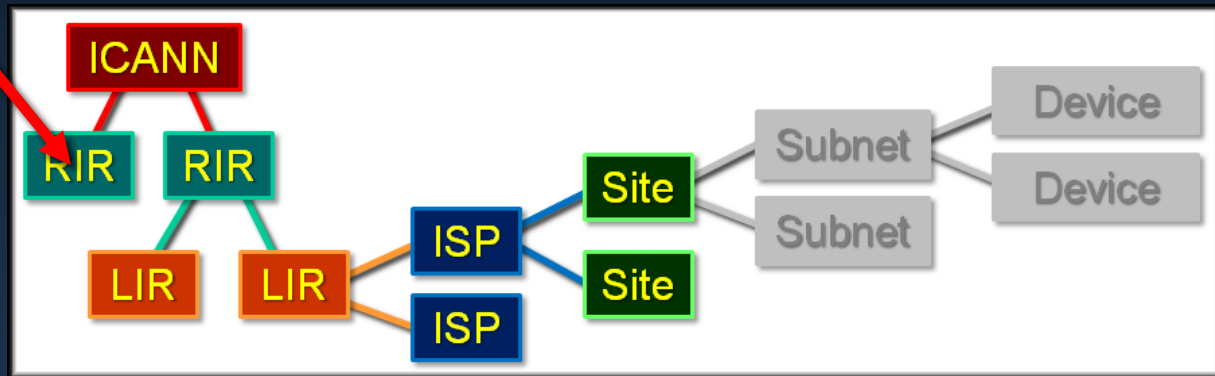 ICANN
RIR
RIR
LIR
LIR
ISP
ISP
Site
Site
Subnet
Subnet
Device
Device